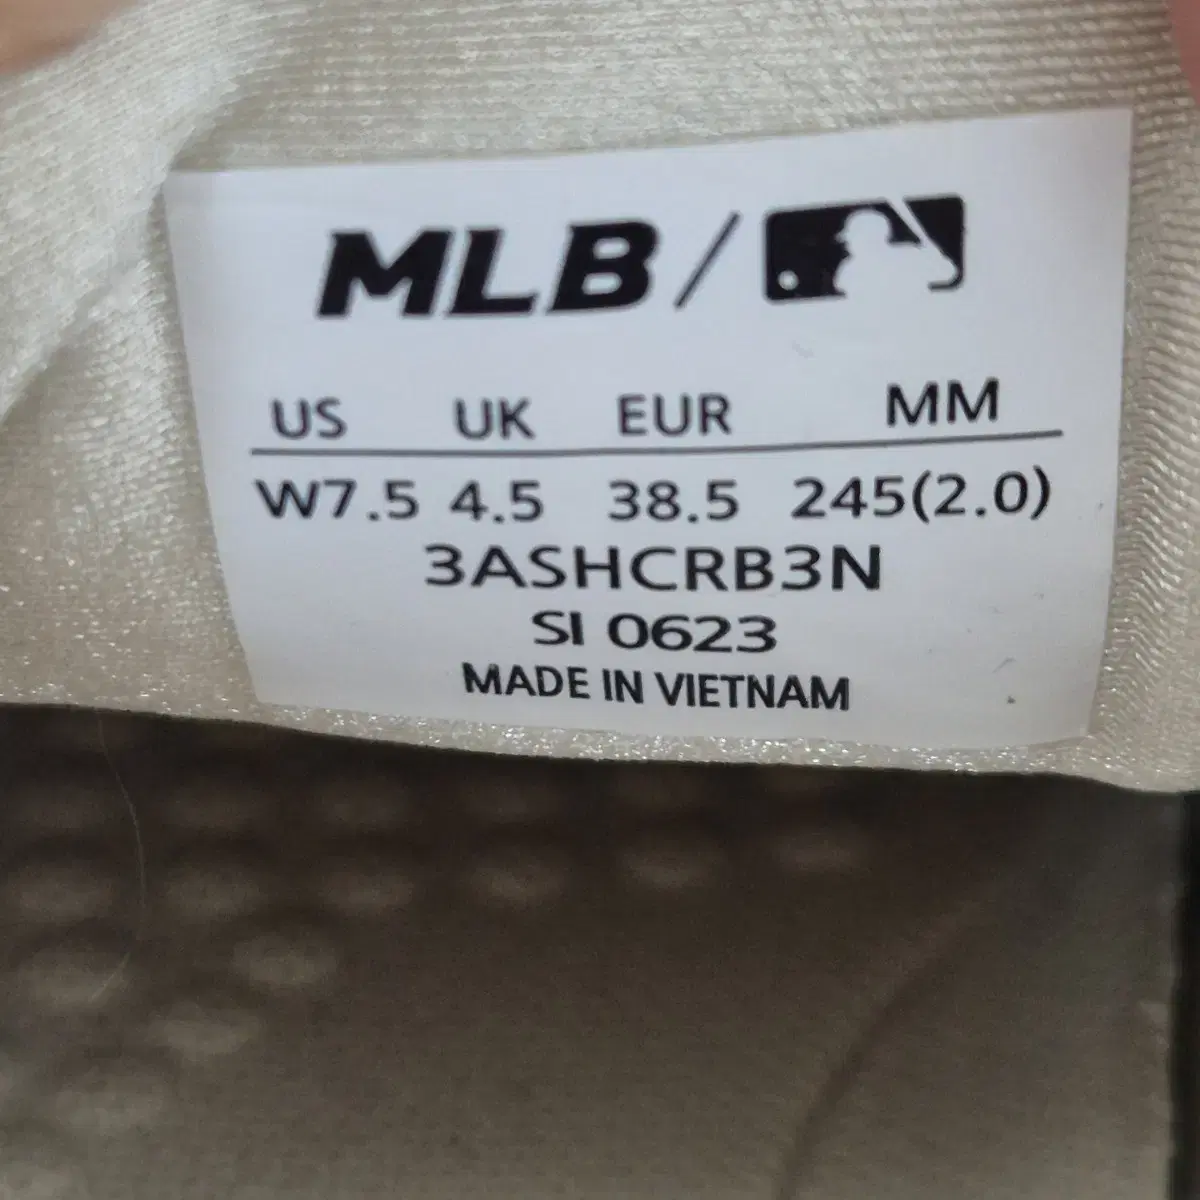 MLB /
US UK EUR MM
W7.5 4.5 38.5 245(2.0)
3ASHCRB3N
SI 0623
MADE IN VIETNAM